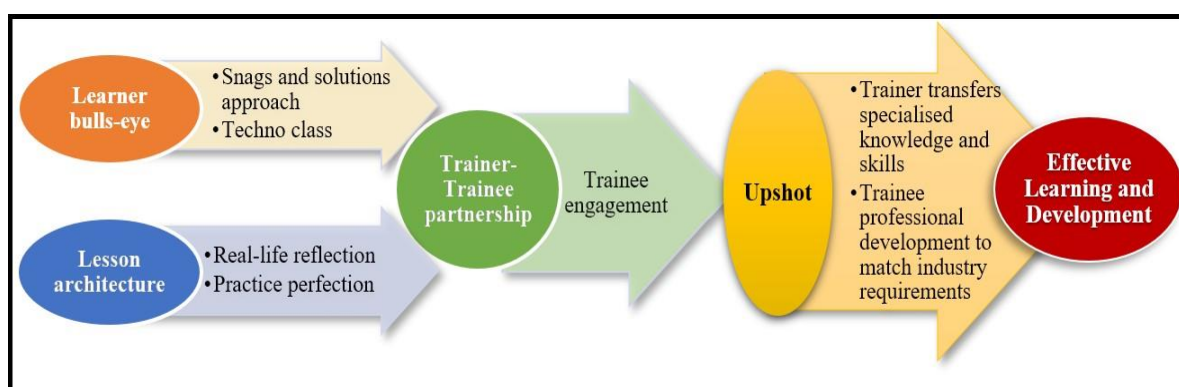 Learner
bulls-eye
•Snags and solutions
approach
•Techno class
Lesson
architecture
•Real-life reflection
•Practice perfection
Trainer-
Trainee
partnership
Trainee
engagement
Upshot
•Trainer transfers
specialised
knowledge and
skills
•Trainee
professional
development to
match industry
requirements
Effective
Learning and
Development